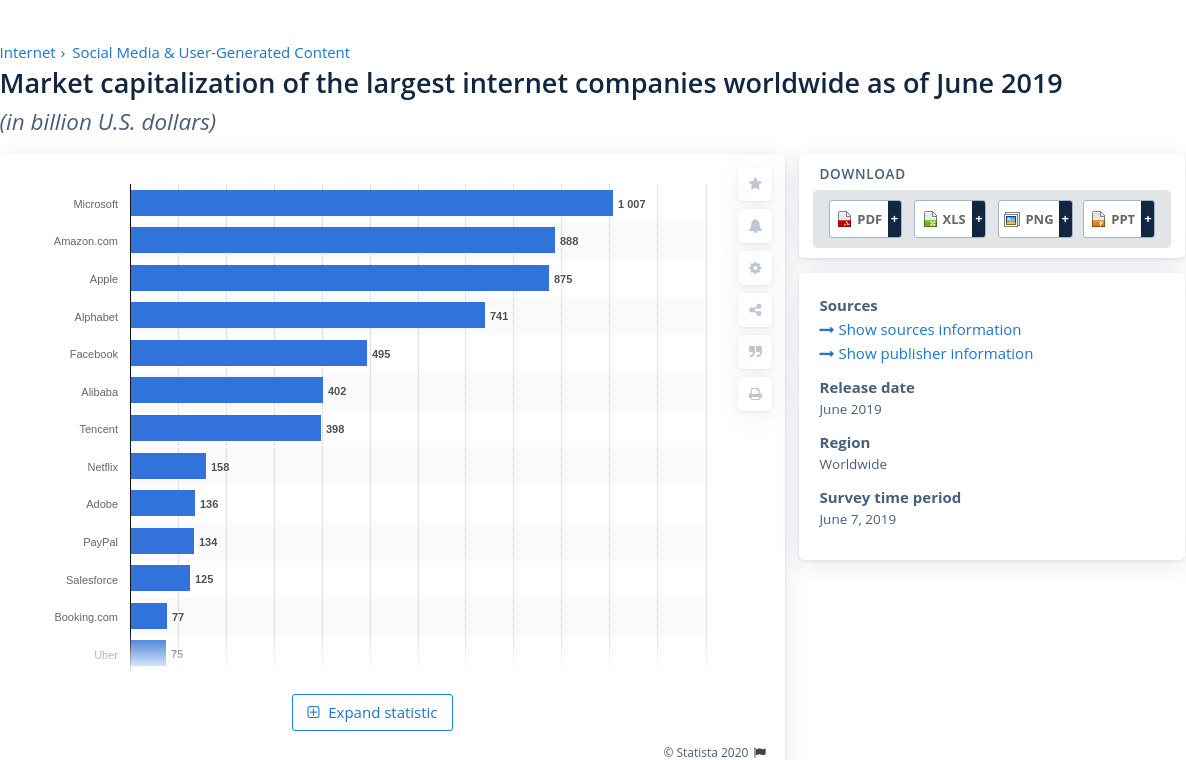 Internet › Social Media & User-Generated Content
Market capitalization of the largest internet companies worldwide as of June 2019
(in billion U.S. dollars)
Microsoft 1 007
Amazon.com 888
Apple 875
Alphabet 741
Facebook 495
Alibaba 402
Tencent 398
Netflix 158
Adobe 136
PayPal 134
Salesforce 125
Booking.com 77
Uber 75
Expand statistic
© Statista 2020
DOWNLOAD
PDF + XLS + PNG + PPT +
Sources
Show sources information
Show publisher information
Release date
June 2019
Region
Worldwide
Survey time period
June 7, 2019